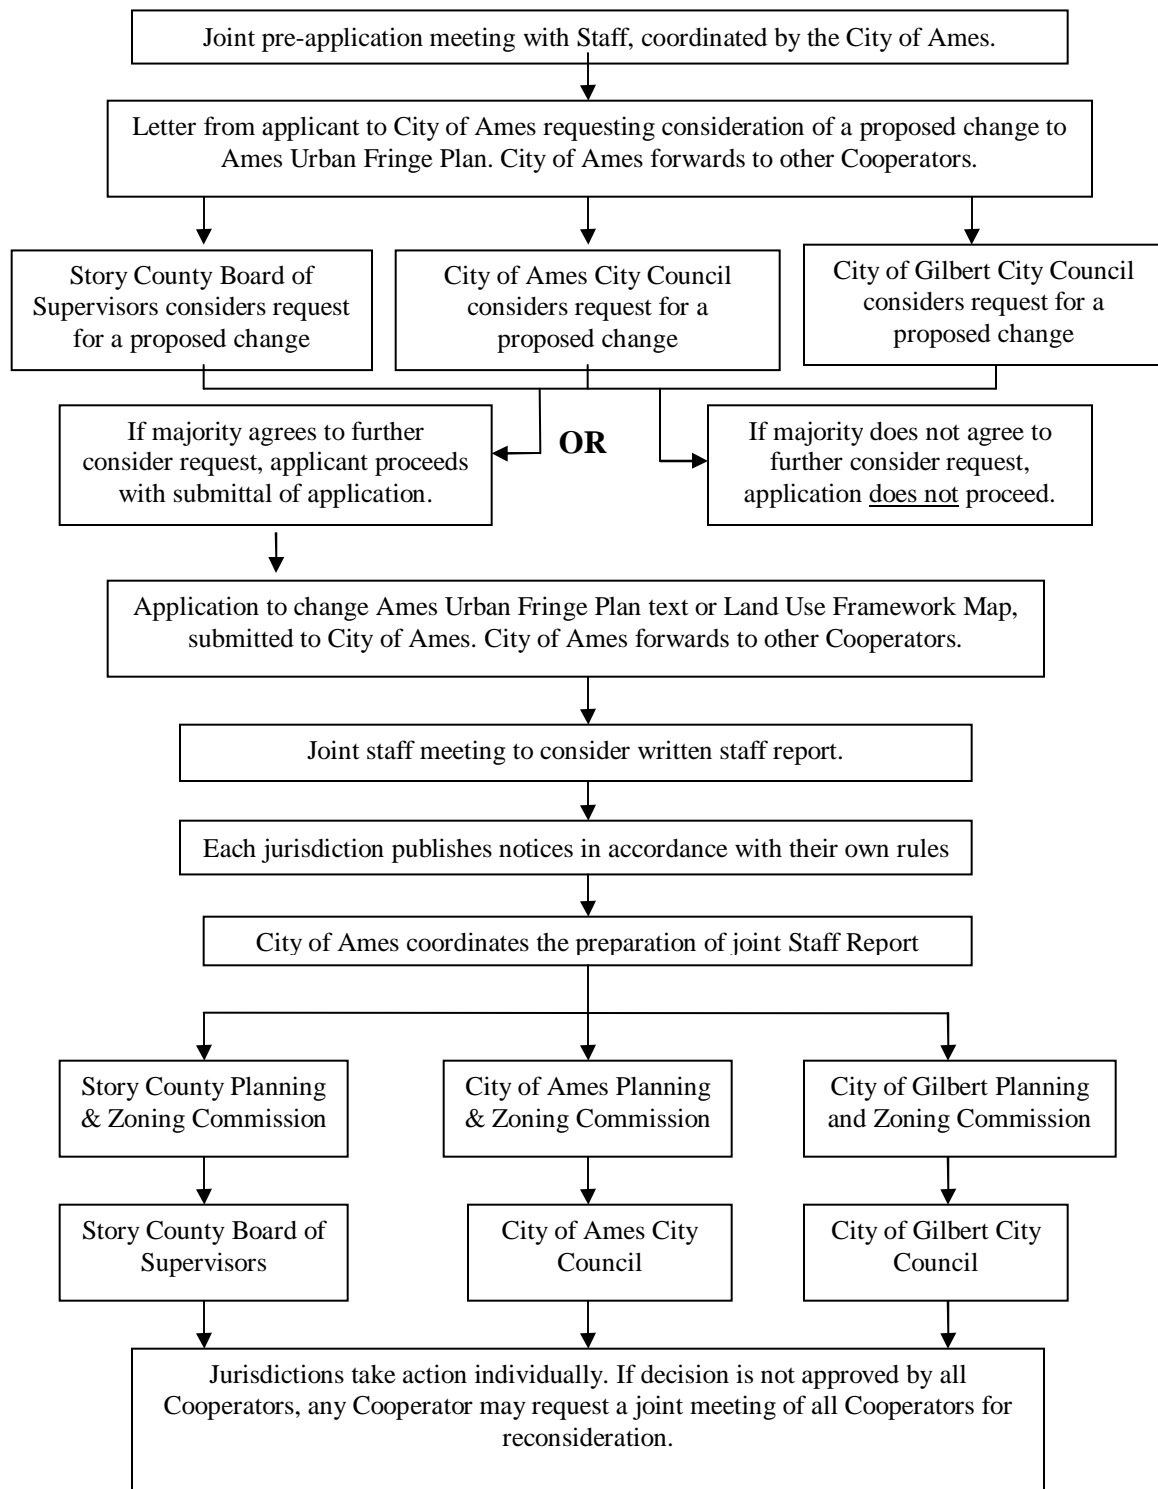 Joint pre-application meeting with Staff, coordinated by the City of Ames.
Letter from applicant to City of Ames requesting consideration of a proposed change to
Ames Urban Fringe Plan. City of Ames forwards to other Cooperators.
Story County Board of
Supervisors considers request
for a proposed change
City of Ames City Council
considers request for a
proposed change
City of Gilbert City Council
considers request for a
proposed change
If majority agrees to further
consider request, applicant proceeds
with submittal of application.
OR
If majority does not agree to
further consider request,
application does not proceed.
Application to change Ames Urban Fringe Plan text or Land Use Framework Map,
submitted to City of Ames. City of Ames forwards to other Cooperators.
Joint staff meeting to consider written staff report.
Each jurisdiction publishes notices in accordance with their own rules
City of Ames coordinates the preparation of joint Staff Report
Story County Planning
& Zoning Commission
City of Ames Planning
& Zoning Commission
City of Gilbert Planning
and Zoning Commission
Story County Board of
Supervisors
City of Ames City
Council
City of Gilbert City
Council
Jurisdictions take action individually. If decision is not approved by all
Cooperators, any Cooperator may request a joint meeting of all Cooperators for
reconsideration.